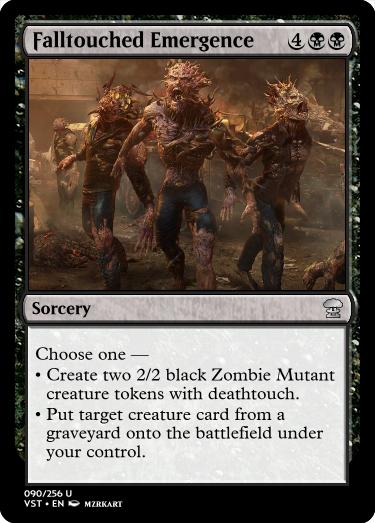 Falltouched Emergence 4
Sorcery
Choose one —
• Create two 2/2 black Zombie Mutant
creature tokens with deathtouch.
• Put target creature card from a
graveyard onto the battlefield under
your control.
090/256 U
VST • EN MZRKART